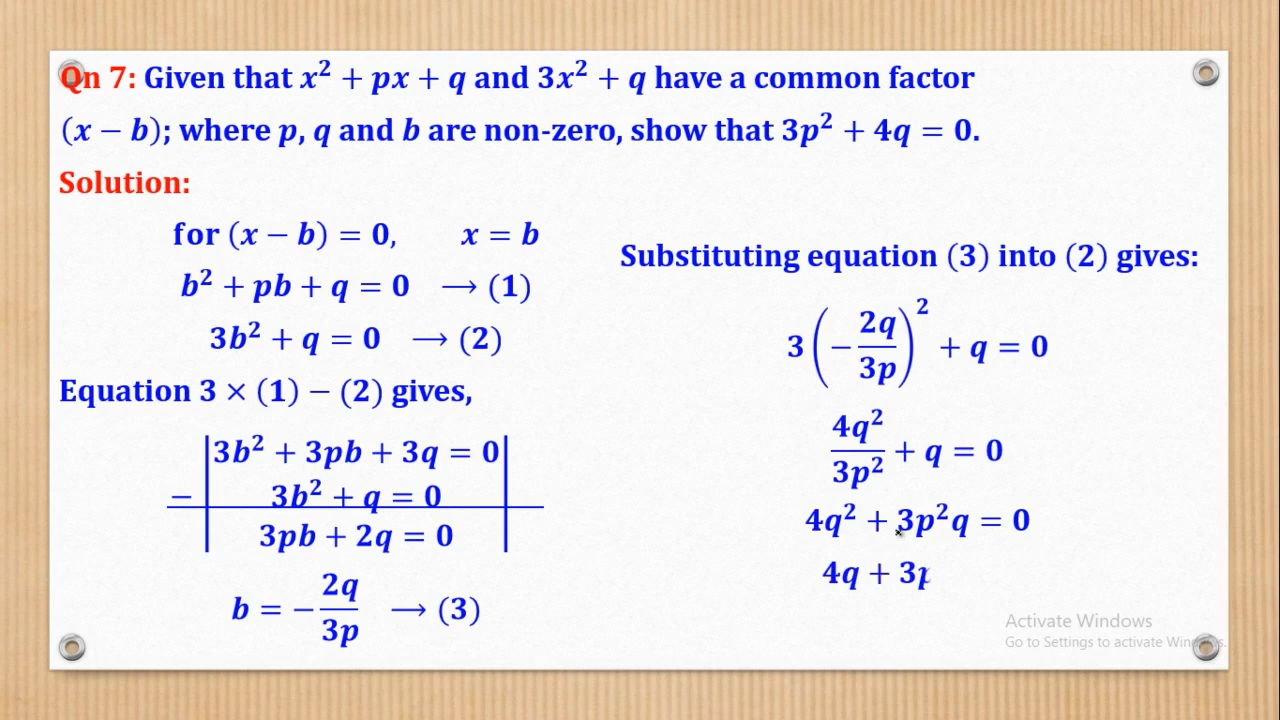 Qn 7: Given that x² + px + q and 3x² + q have a common factor
(x − b); where p, q and b are non-zero, show that 3p² + 4q = 0.
Solution:
for (x − b) = 0, x = b
b² + pb + q = 0 ⟶ (1)
3b² + q = 0 ⟶ (2)
Equation 3 × (1) − (2) gives,
|3b² + 3pb + 3q = 0|
− | 3b² + q = 0 |
| 3pb + 2q = 0 |
b = − 2q/3p ⟶ (3)
Substituting equation (3) into (2) gives:
3 (− 2q/3p)² + q = 0
4q²/3p² + q = 0
4q² + 3p²q = 0
4q + 3p
Activate Windows
Go to Settings to activate Windows.